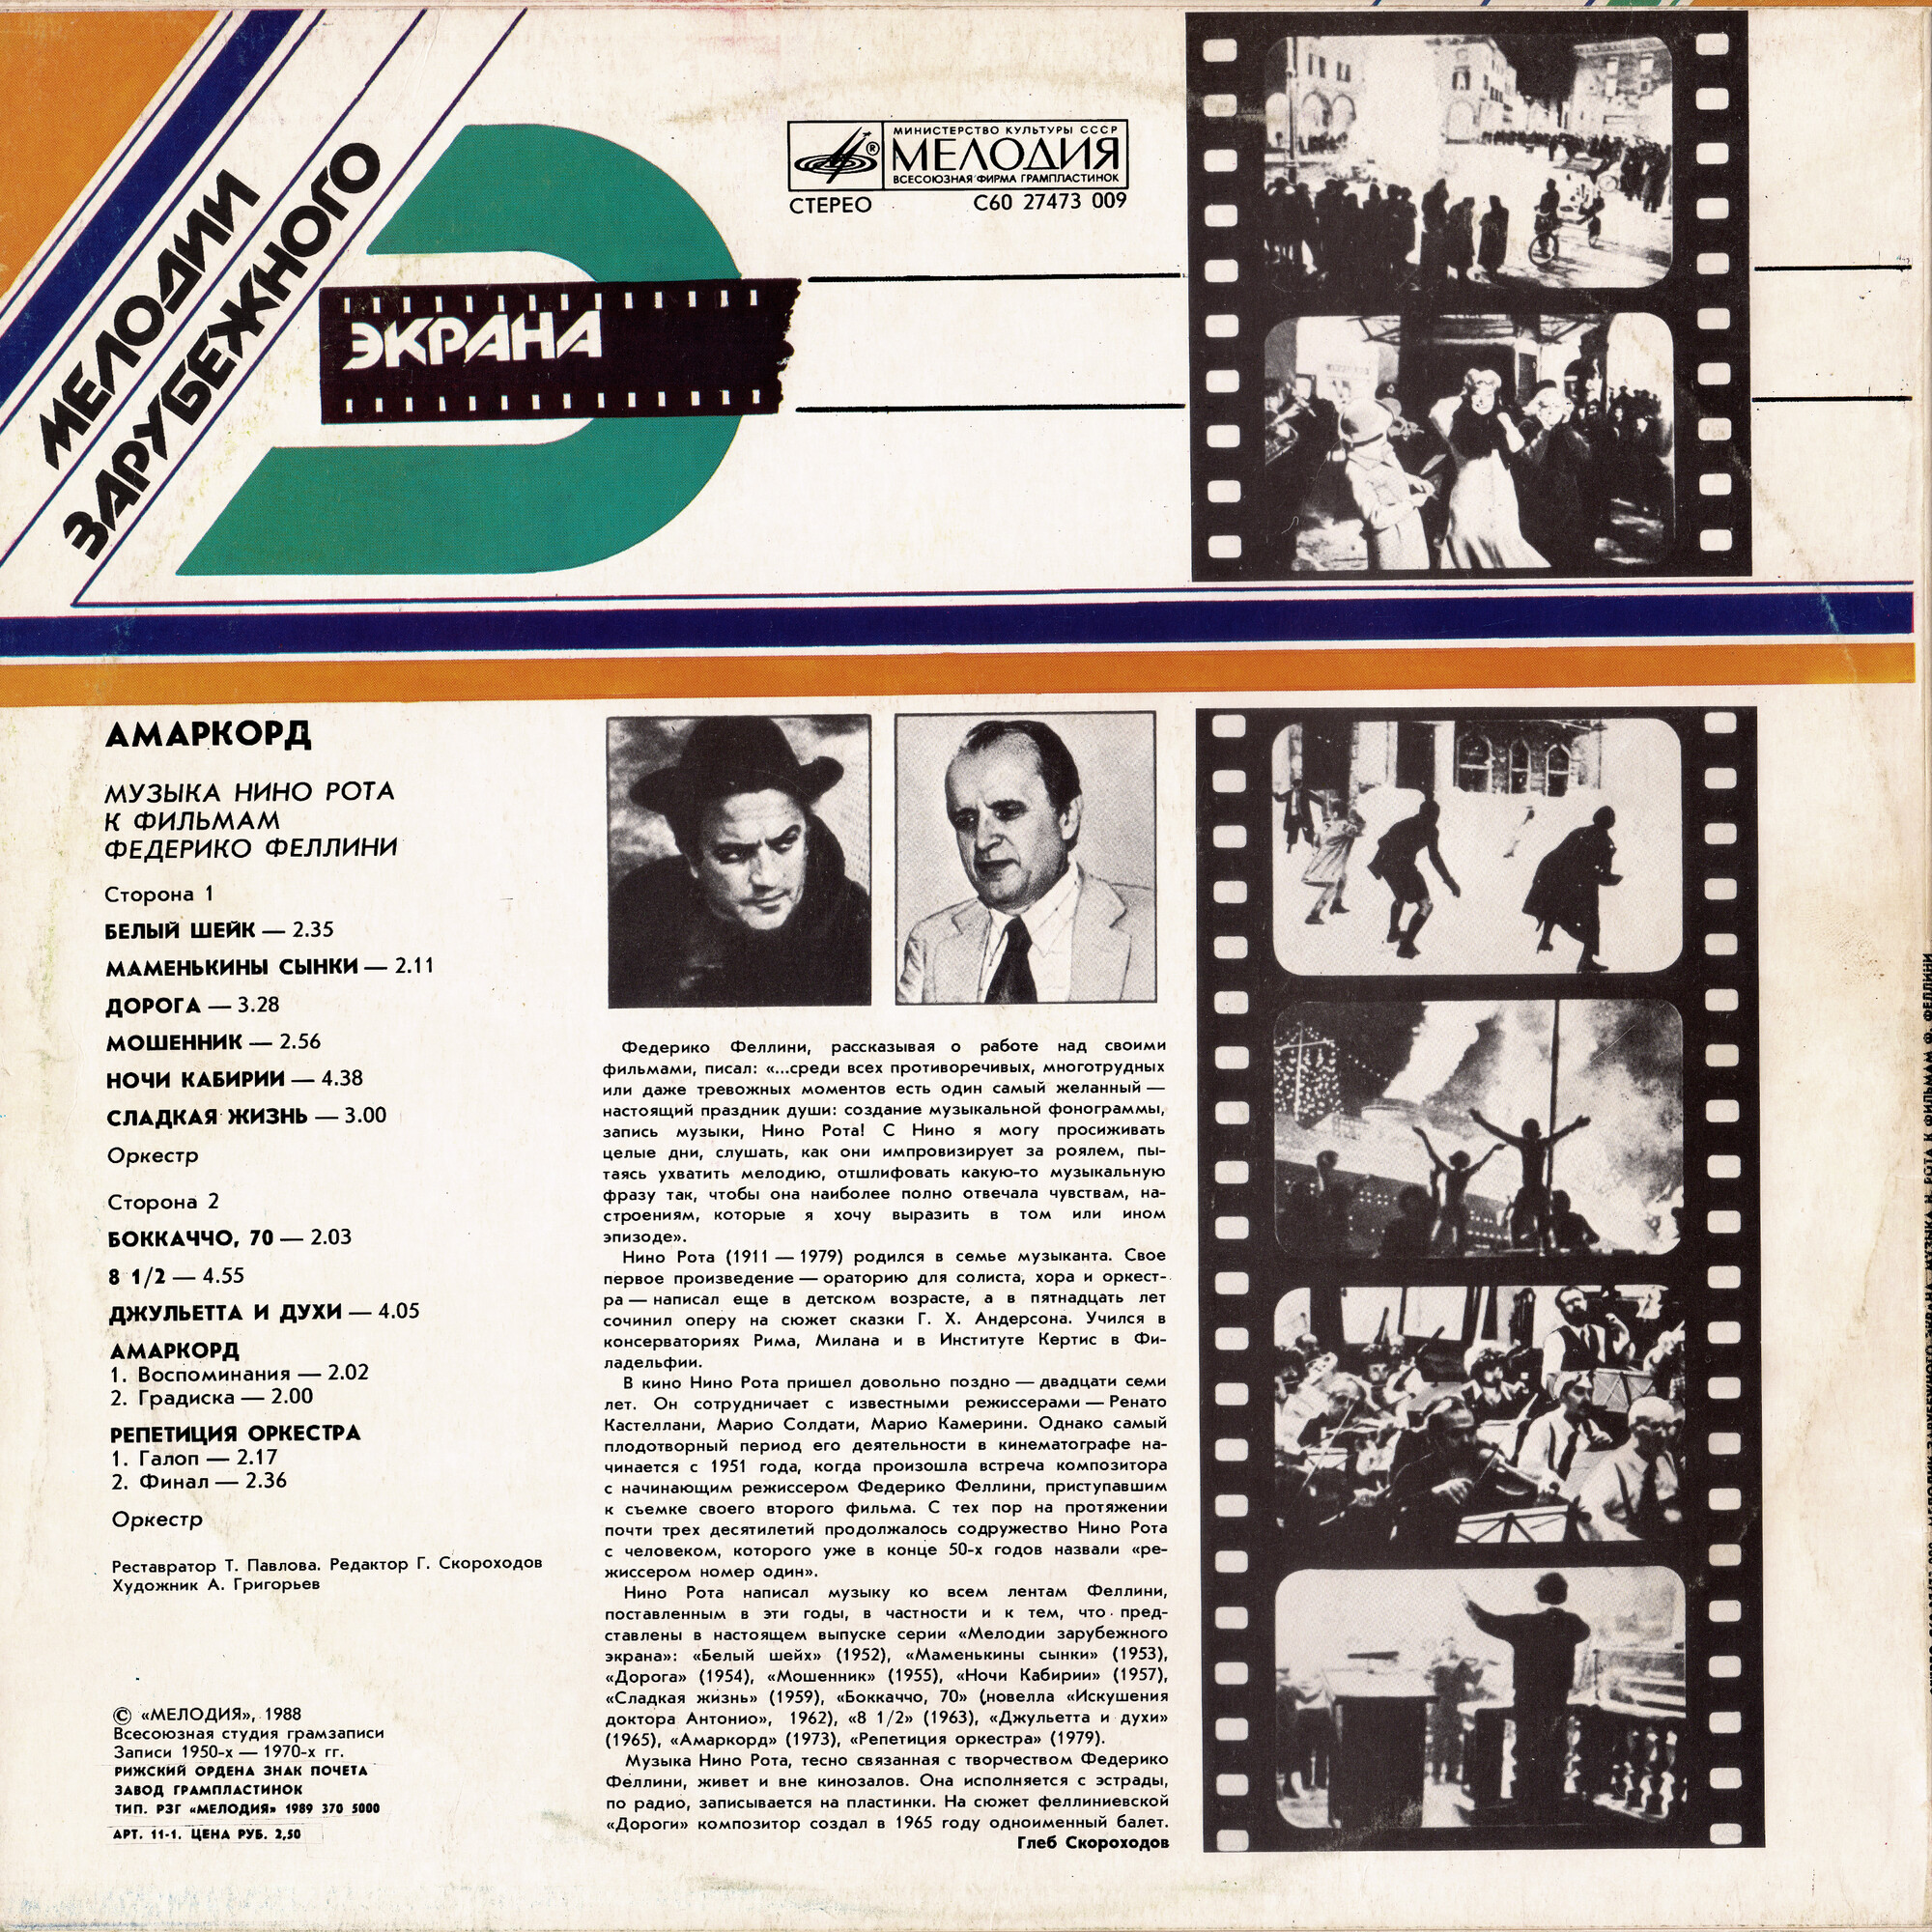 МЕЛОДИИ
ЗАРУБЕЖНОГО
ЭКРАНА
МИНИСТЕРСТВО КУЛЬТУРЫ СССР
МЕЛОДИЯ
ВСЕСОЮЗНАЯ ФИРМА ГРАМПЛАСТИНОК
СТЕРЕО С60 27473 009
АМАРКОРД
МУЗЫКА НИНО РОТА
К ФИЛЬМАМ
ФЕДЕРИКО ФЕЛЛИНИ
Сторона 1
БЕЛЫЙ ШЕЙК — 2.35
МАМЕНЬКИНЫ СЫНКИ — 2.11
ДОРОГА — 3.28
МОШЕННИК — 2.56
НОЧИ КАБИРИИ — 4.38
СЛАДКАЯ ЖИЗНЬ — 3.00
Оркестр
Сторона 2
БОККАЧЧО, 70 — 2.03
8 1/2 — 4.55
ДЖУЛЬЕТТА И ДУХИ — 4.05
АМАРКОРД
1. Воспоминания — 2.02
2. Градиска — 2.00
РЕПЕТИЦИЯ ОРКЕСТРА
1. Галоп — 2.17
2. Финал — 2.36
Оркестр
Реставратор Т. Павлова. Редактор Г. Скороходов
Художник А. Григорьев
© «МЕЛОДИЯ», 1988
Всесоюзная студия грамзаписи
Записи 1950-х — 1970-х гг.
РИЖСКИЙ ОРДЕНА ЗНАК ПОЧЕТА
ЗАВОД ГРАМПЛАСТИНОК
ТИП. РЗГ «МЕЛОДИЯ» 1989 370 5000
АРТ. 11-1. ЦЕНА РУБ. 2,50
Федерико Феллини, рассказывая о работе над своими
фильмами, писал: «...среди всех противоречивых, многотрудных
или даже тревожных моментов есть один самый желанный —
настоящий праздник души: создание музыкальной фонограммы,
запись музыки, Нино Рота! С Нино я могу просиживать
целые дни, слушать, как они импровизирует за роялем, пы-
таясь ухватить мелодию, отшлифовать какую-то музыкальную
фразу так, чтобы она наиболее полно отвечала чувствам, на-
строениям, которые я хочу выразить в том или ином
эпизоде».
Нино Рота (1911 — 1979) родился в семье музыканта. Свое
первое произведение — ораторию для солиста, хора и оркест-
ра — написал еще в детском возрасте, а в пятнадцать лет
сочинил оперу на сюжет сказки Г. Х. Андерсона. Учился в
консерваториях Рима, Милана и в Институте Кертис в Фи-
ладельфии.
В кино Нино Рота пришел довольно поздно — двадцати семи
лет. Он сотрудничает с известными режиссерами — Ренато
Кастеллани, Марио Солдати, Марио Камерини. Однако самый
плодотворный период его деятельности в кинематографе на-
чинается с 1951 года, когда произошла встреча композитора
с начинающим режиссером Федерико Феллини, приступавшим
к съемке своего второго фильма. С тех пор на протяжении
почти трех десятилетий продолжалось содружество Нино Рота
с человеком, которого уже в конце 50-х годов назвали «ре-
жиссером номер один».
Нино Рота написал музыку ко всем лентам Феллини,
поставленным в эти годы, в частности и к тем, что пред-
ставлены в настоящем выпуске серии «Мелодии зарубежного
экрана»: «Белый шейх» (1952), «Маменькины сынки» (1953),
«Дорога» (1954), «Мошенник» (1955), «Ночи Кабирии» (1957),
«Сладкая жизнь» (1959), «Боккаччо, 70» (новелла «Искушения
доктора Антонио», 1962), «8 1/2» (1963), «Джульетта и духи»
(1965), «Амаркорд» (1973), «Репетиция оркестра» (1979).
Музыка Нино Рота, тесно связанная с творчеством Федерико
Феллини, живет и вне кинозалов. Она исполняется с эстрады,
по радио, записывается на пластинки. На сюжет феллиниевской
«Дороги» композитор создал в 1965 году одноименный балет.
Глеб Скороходов